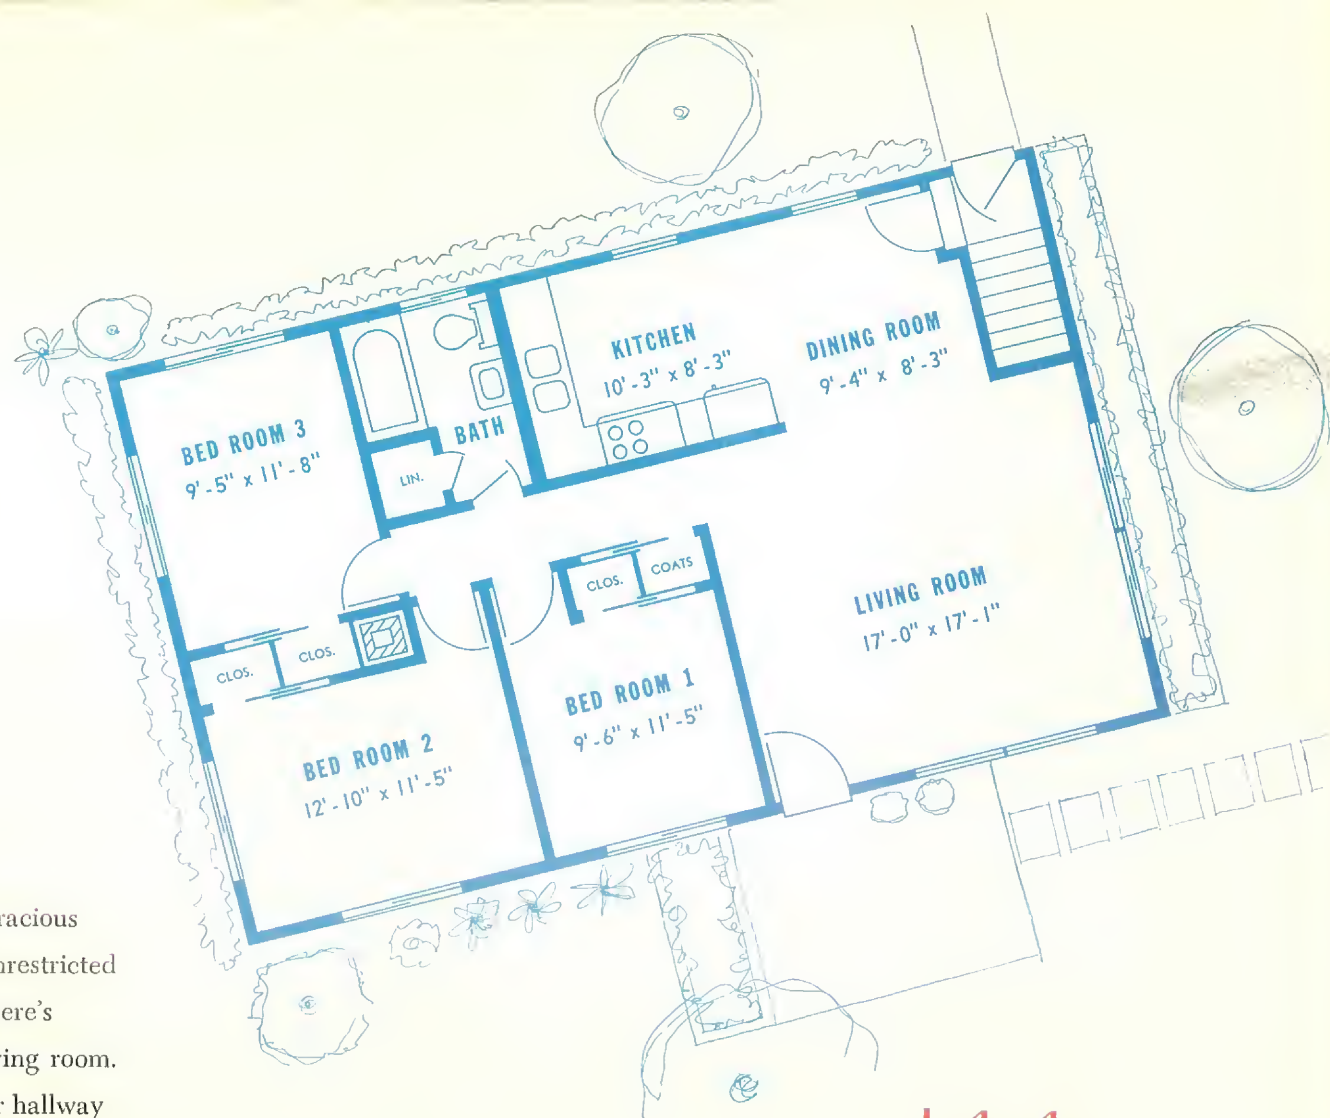 KITCHEN
10'-3" x 8'-3"
DINING ROOM
9'-4" x 8'-3"
BED ROOM 3
9'-5" x 11'-8"
BATH
LIN.
CLOS.
COATS
LIVING ROOM
17'-0" x 17'-1"
CLOS.
CLOS.
BED ROOM 1
9'-6" x 11'-5"
BED ROOM 2
12'-10" x 11'-5"
racious
nrestricted
ere's
room.
hallway